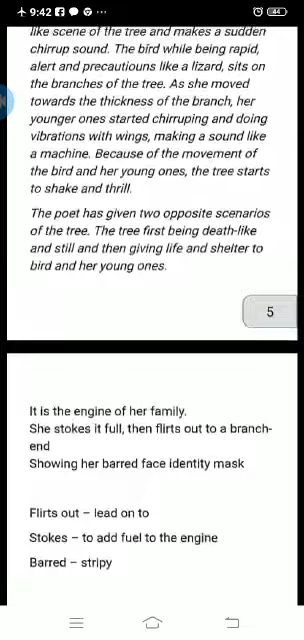 9:42
44
like scene of the tree and makes a sudden
chirrup sound. The bird while being rapid,
alert and precautiouns like a lizard, sits on
the branches of the tree. As she moved
towards the thickness of the branch, her
younger ones started chirruping and doing
vibrations with wings, making a sound like
a machine. Because of the movement of
the bird and her young ones, the tree starts
to shake and thrill.
The poet has given two opposite scenarios
of the tree. The tree first being death-like
and still and then giving life and shelter to
bird and her young ones.
5
It is the engine of her family.
She stokes it full, then flirts out to a branch-
end
Showing her barred face identity mask
Flirts out – lead on to
Stokes – to add fuel to the engine
Barred – stripy